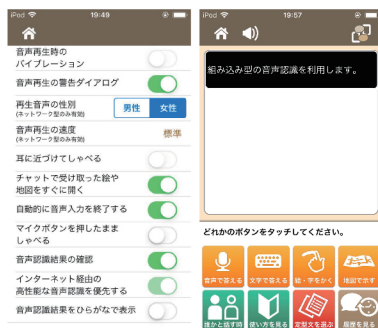 iPod 19:49
音声再生時の
バイブレーション
音声再生の警告ダイアログ
再生音声の性別
(ネットワーク型のみ有効)
男性 女性
音声再生の速度
(ネットワーク型のみ有効)
標準
耳に近づけてしゃべる
チャットで受け取った絵や
地図をすぐに開く
自動的に音声入力を終了する
マイクボタンを押したまま
しゃべる
音声認識結果の確認
インターネット経由の
高性能な音声認識を優先する
音声認識結果をひらがなで表示
iPod 19:57
組み込み型の音声認識を利用します。
どれかのボタンをタッチしてください。
音声で答える 文字で答える 絵・字をかく 地図で示す
誰かと話す時 使い方を見る 定型文を選ぶ 履歴を見る